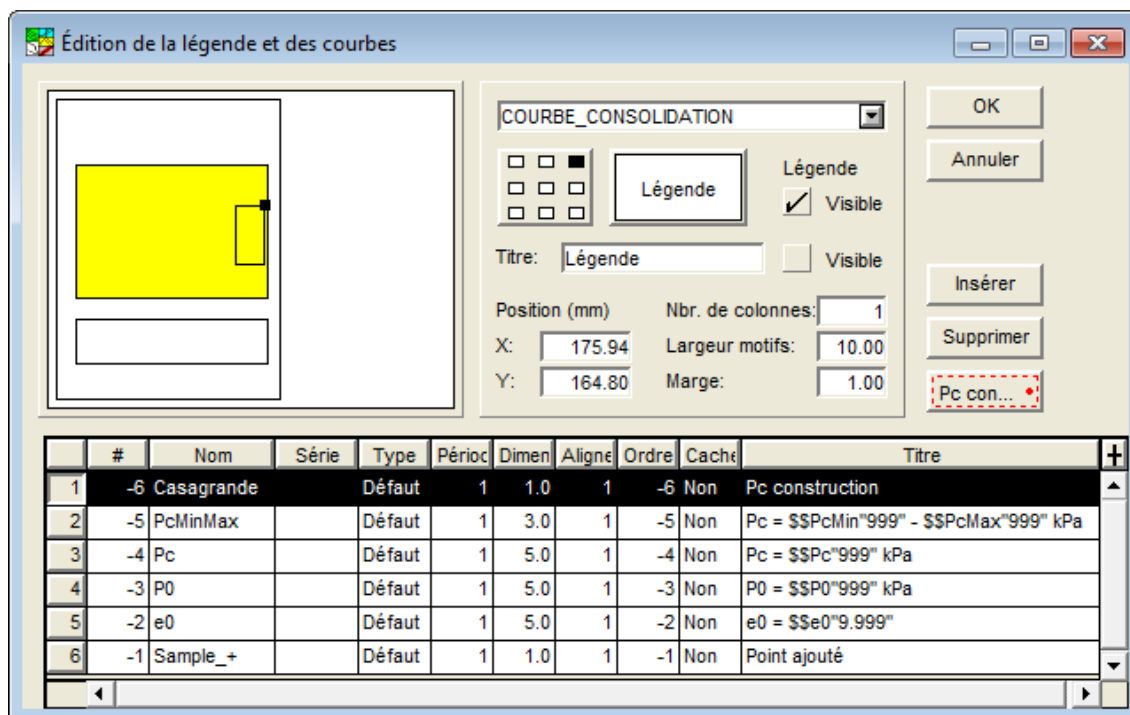 Édition de la légende et des courbes
COURBE_CONSOLIDATION
OK
Annuler
Légende
Légende
Visible
Titre: Légende Visible
Insérer
Position (mm) Nbr. de colonnes: 1
X: 175.94 Largeur motifs: 10.00
Supprimer
Y: 164.80 Marge: 1.00
Pc con...
# Nom Série Type Périod Dimen Aligne Ordre Cache Titre
1 -6 Casagrande Défaut 1 1.0 1 -6 Non Pc construction
2 -5 PcMinMax Défaut 1 3.0 1 -5 Non Pc = $$PcMin"999" - $$PcMax"999" kPa
3 -4 Pc Défaut 1 5.0 1 -4 Non Pc = $$Pc"999" kPa
4 -3 P0 Défaut 1 5.0 1 -3 Non P0 = $$P0"999" kPa
5 -2 e0 Défaut 1 5.0 1 -2 Non e0 = $$e0"9.999"
6 -1 Sample_+ Défaut 1 1.0 1 -1 Non Point ajouté